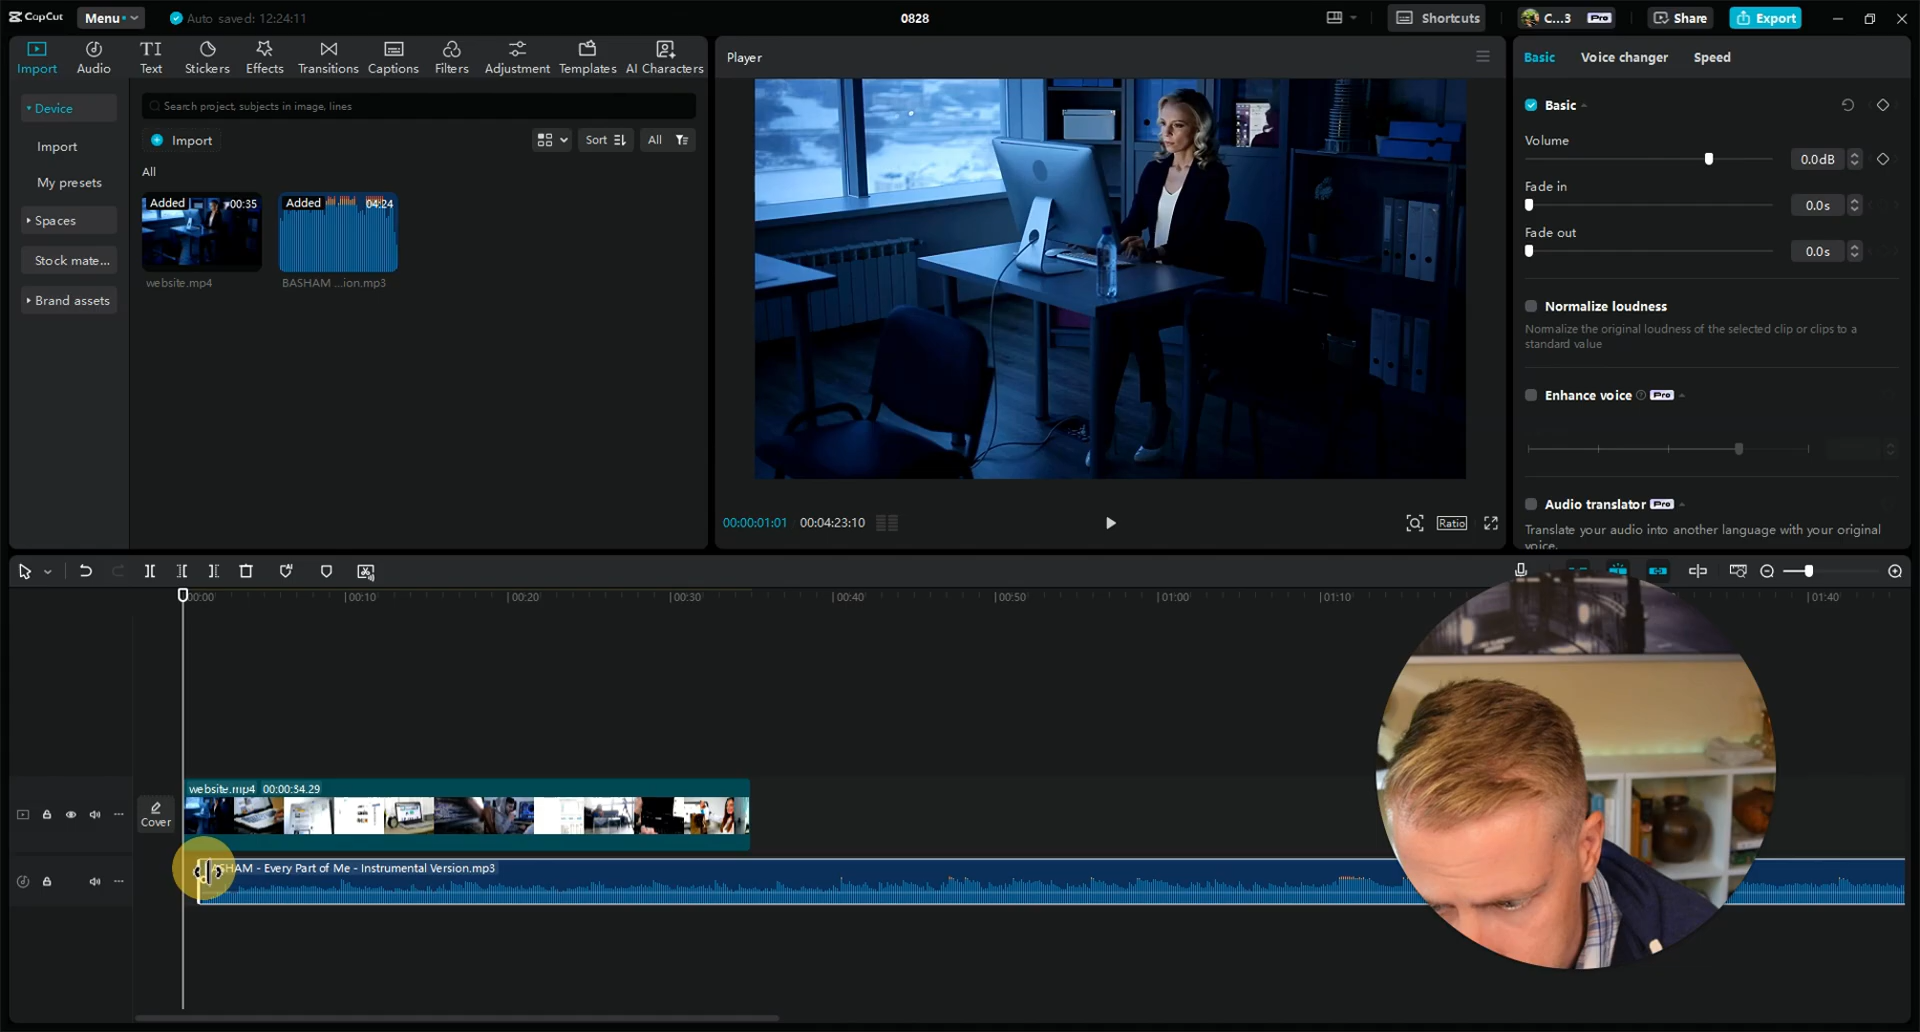 CapCut
Menu
Auto saved: 12:24:11
0828
Shortcuts
C...3
Pro
Share
Export
Import
Audio
TI
Text
Stickers
Effects
Transitions
Captions
Filters
Adjustment
Templates
AI Characters
Device
Import
My presets
Spaces
Stock mate...
Brand assets
Search project, subjects in image, lines
Import
Sort
All
All
Added
00:35
website.mp4
Added
04:24
BASHAM ...ion.mp3
Player
00:00:01:01
00:04:23:10
Ratio
Basic
Voice changer
Speed
Basic
Volume
0.0dB
Fade in
0.0s
Fade out
0.0s
Normalize loudness
Normalize the original loudness of the selected clip or clips to a
standard value
Enhance voice
Pro
Audio translator
Pro
Translate your audio into another language with your original
voice.
00:00
00:10
00:20
00:30
00:40
00:50
01:00
01:10
01:40
Cover
website.mp4 00:00:34.29
ASHAM - Every Part of Me - Instrumental Version.mp3